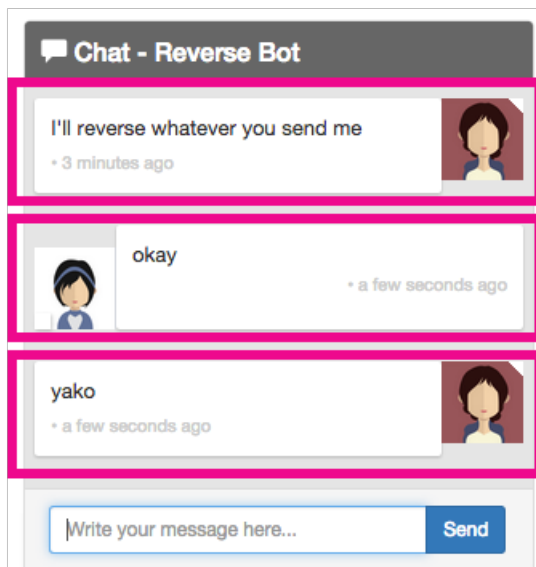 Chat - Reverse Bot
I'll reverse whatever you send me
• 3 minutes ago
okay
• a few seconds ago
yako
• a few seconds ago
Write your message here...
Send